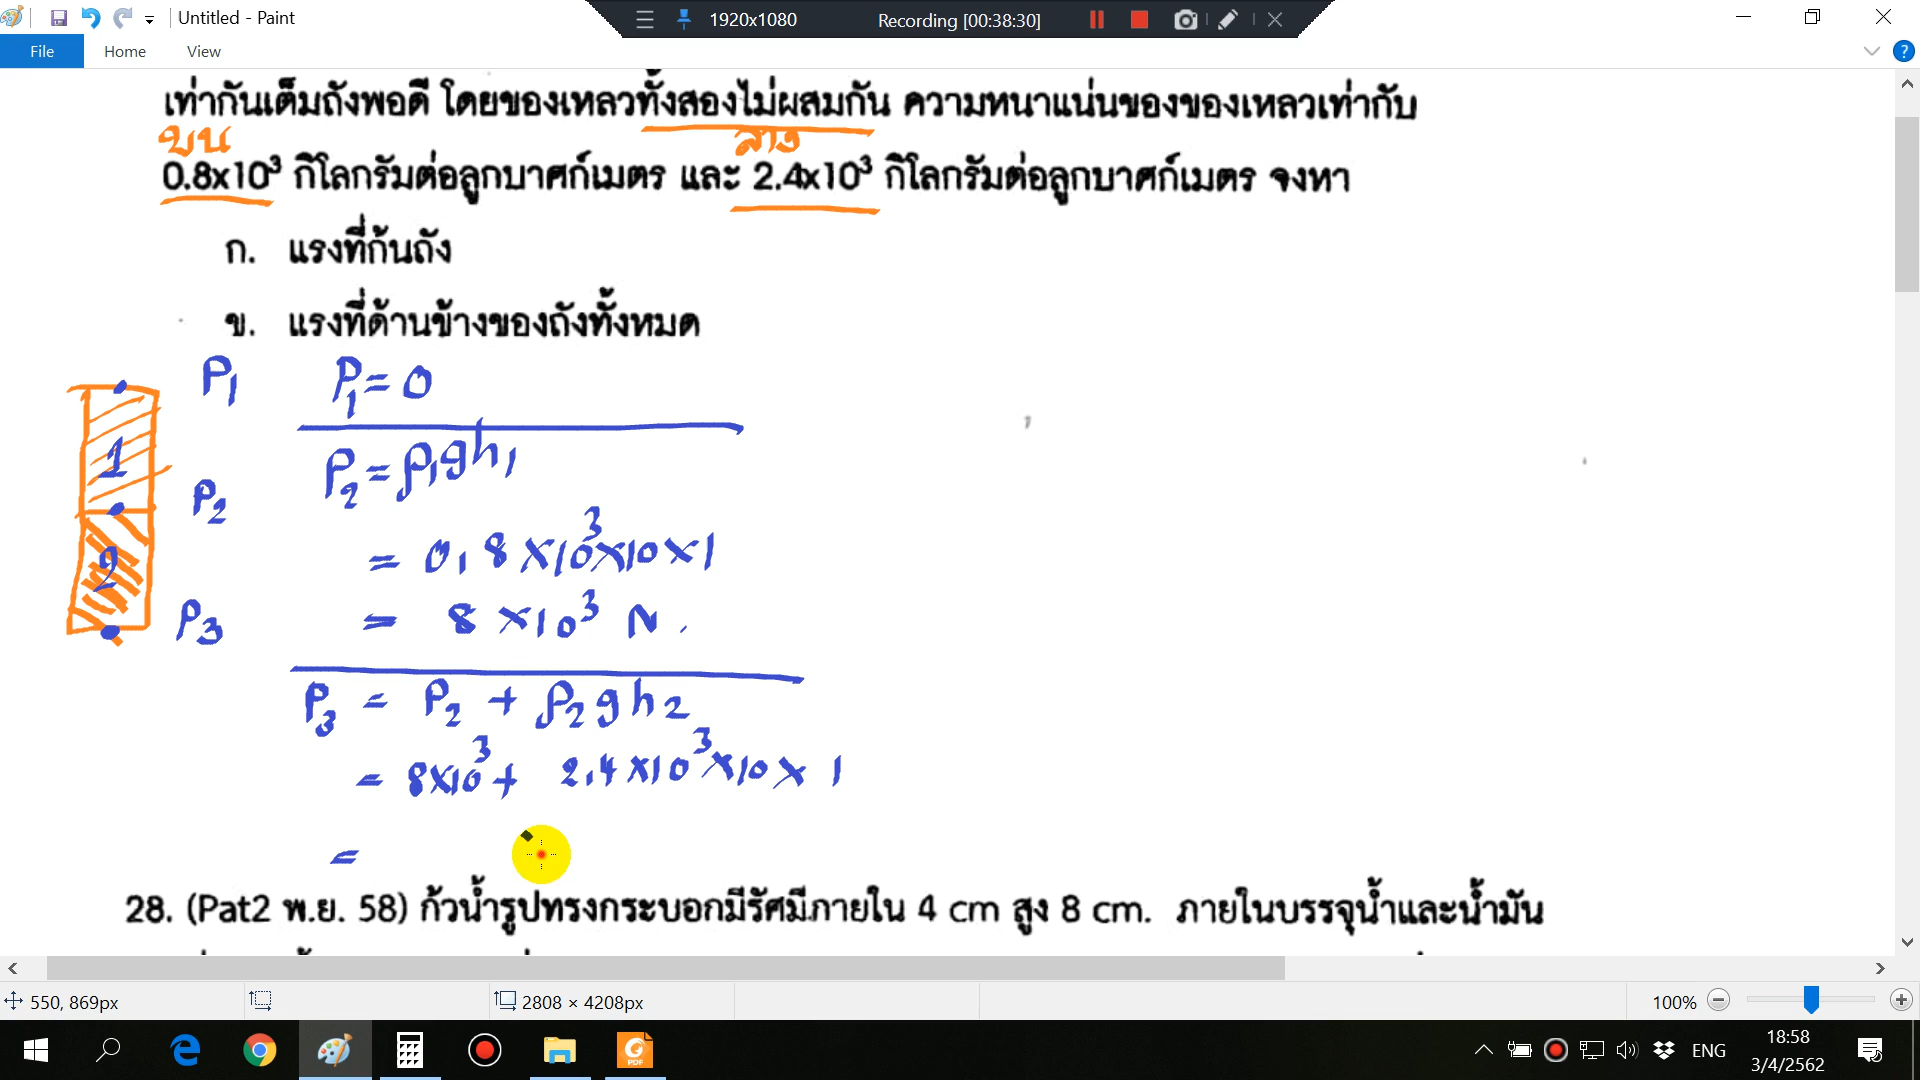 Untitled - Paint
1920x1080
Recording [00:38:30]
File
Home
View
เท่ากันเต็มถังพอดี โดยของเหลวทั้งสองไม่ผสมกัน ความหนาแน่นของของเหลวเท่ากับ
บน
ล่าง
0.8x10³ กิโลกรัมต่อลูกบาศก์เมตร และ 2.4x10³ กิโลกรัมต่อลูกบาศก์เมตร จงหา
ก. แรงที่ก้นถัง
ข. แรงที่ด้านข้างของถังทั้งหมด
P₁
P₁ = 0
1
P₂ = ρ₁gh₁
P₂
= 0.8 × 10³ × 10 × 1
2
P₃
= 8 × 10³ N.
P₃ = P₂ + ρ₂gh₂
= 8×10³ + 2.4×10³×10 × 1
=
28. (Pat2 พ.ย. 58) ก้วน้ำรูปทรงกระบอกมีรัศมีภายใน 4 cm สูง 8 cm. ภายในบรรจุน้ำและน้ำมัน
550, 869px
2808 × 4208px
100%
PDF
ENG
18:58
3/4/2562